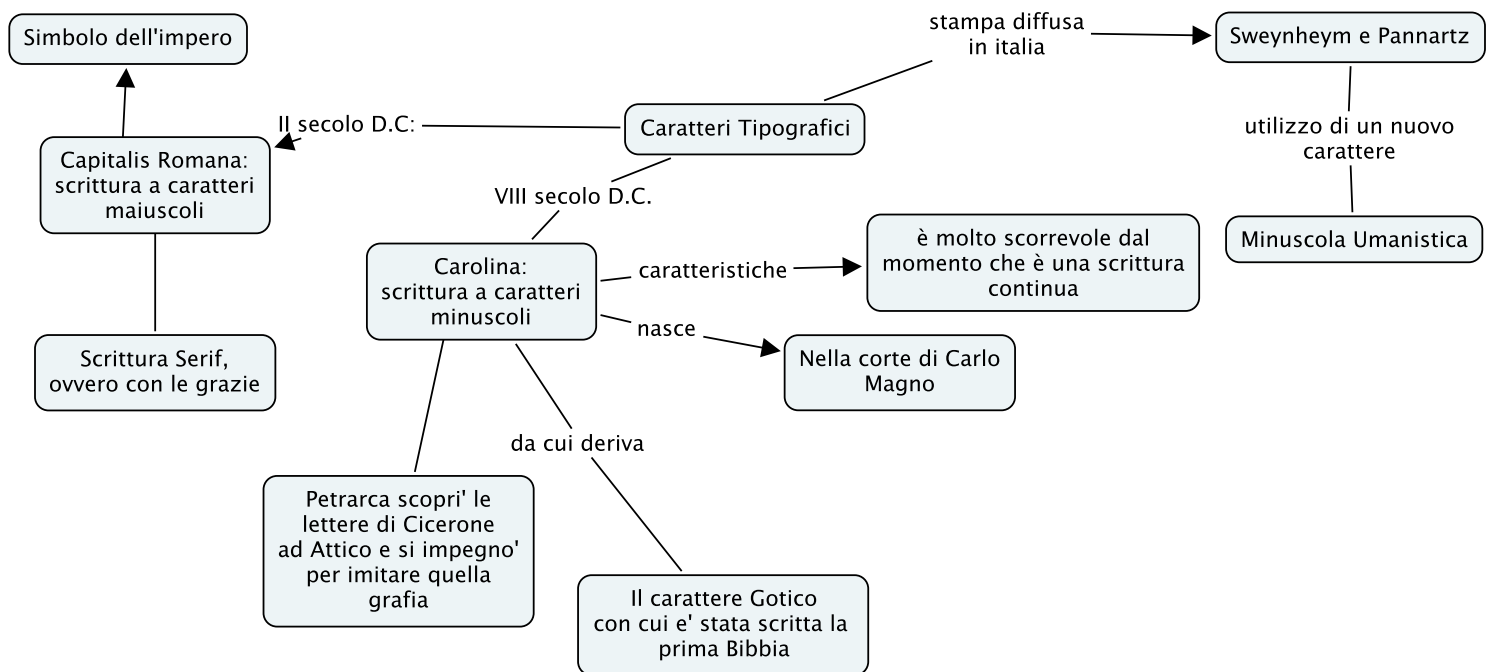 Simbolo dell'impero
stampa diffusa
in italia
Sweynheym e Pannartz
II secolo D.C:
Caratteri Tipografici
utilizzo di un nuovo
carattere
Capitalis Romana:
scrittura a caratteri
maiuscoli
VIII secolo D.C.
Minuscola Umanistica
Carolina:
scrittura a caratteri
minuscoli
caratteristiche
è molto scorrevole dal
momento che è una scrittura
continua
nasce
Nella corte di Carlo
Magno
Scrittura Serif,
ovvero con le grazie
da cui deriva
Petrarca scopri' le
lettere di Cicerone
ad Attico e si impegno'
per imitare quella
grafia
Il carattere Gotico
con cui e' stata scritta la
prima Bibbia